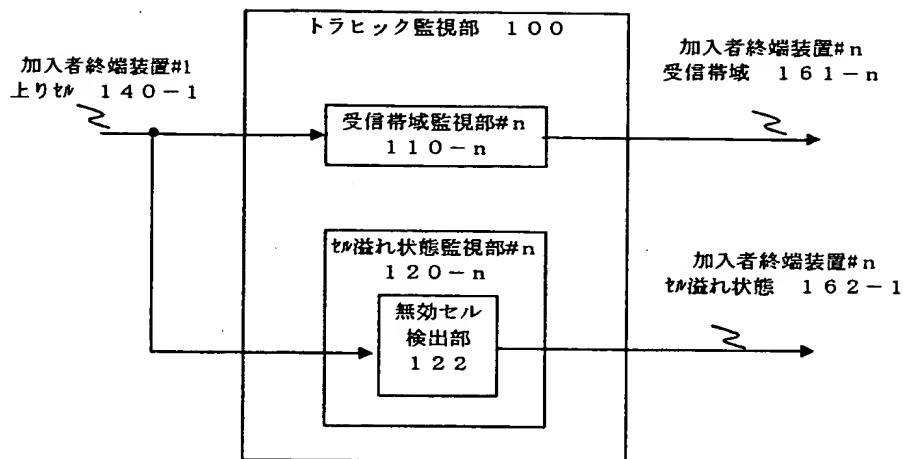 トラヒック監視部 100
加入者終端装置#1
上りセル 140-1
受信帯域監視部#n
110-n
加入者終端装置#n
受信帯域 161-n
セル溢れ状態監視部#n
120-n
無効セル
検出部
122
加入者終端装置#n
セル溢れ状態 162-1